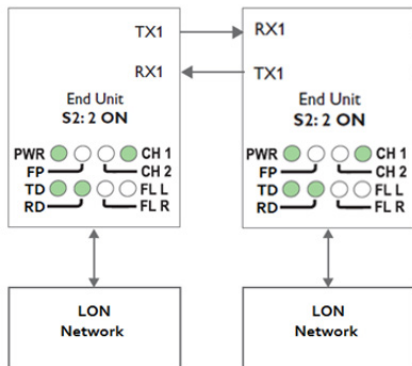 TX1
RX1
RX1
TX1
End Unit
S2: 2 ON
PWR
CH 1
FP
CH 2
TD
FL L
RD
FL R
End Unit
S2: 2 ON
PWR
CH 1
FP
CH 2
TD
FL L
RD
FL R
LON
Network
LON
Network